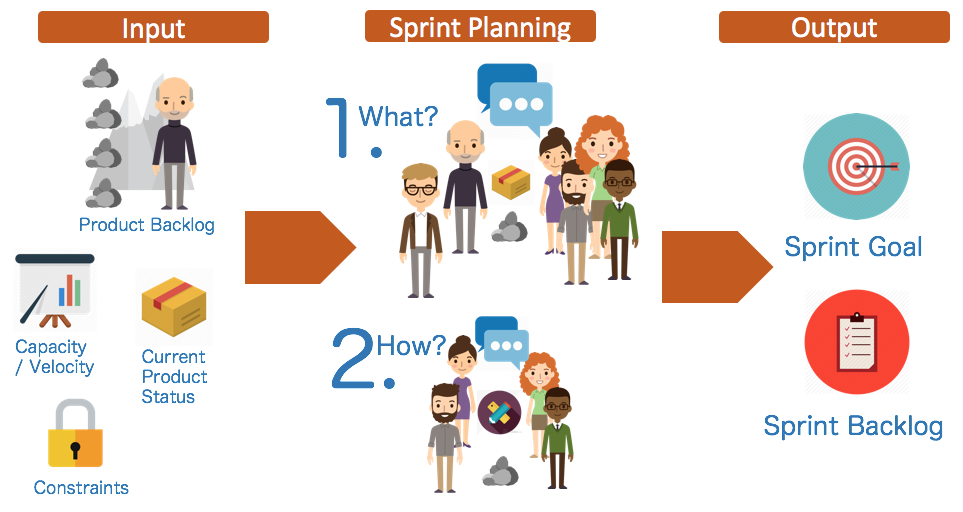 Input
Sprint Planning
Output
Product Backlog
Capacity
/ Velocity
Current
Product
Status
Constraints
1.
What?
2.
How?
Sprint Goal
Sprint Backlog